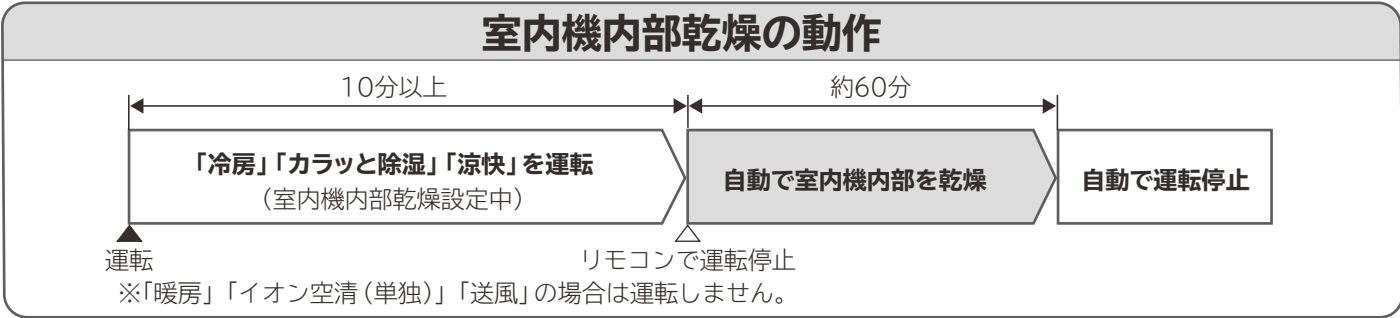 室内機内部乾燥の動作
10分以上
約60分
「冷房」「カラッと除湿」「涼快」を運転
(室内機内部乾燥設定中)
自動で室内機内部を乾燥
自動で運転停止
運転
リモコンで運転停止
※「暖房」「イオン空清(単独)」「送風」の場合は運転しません。